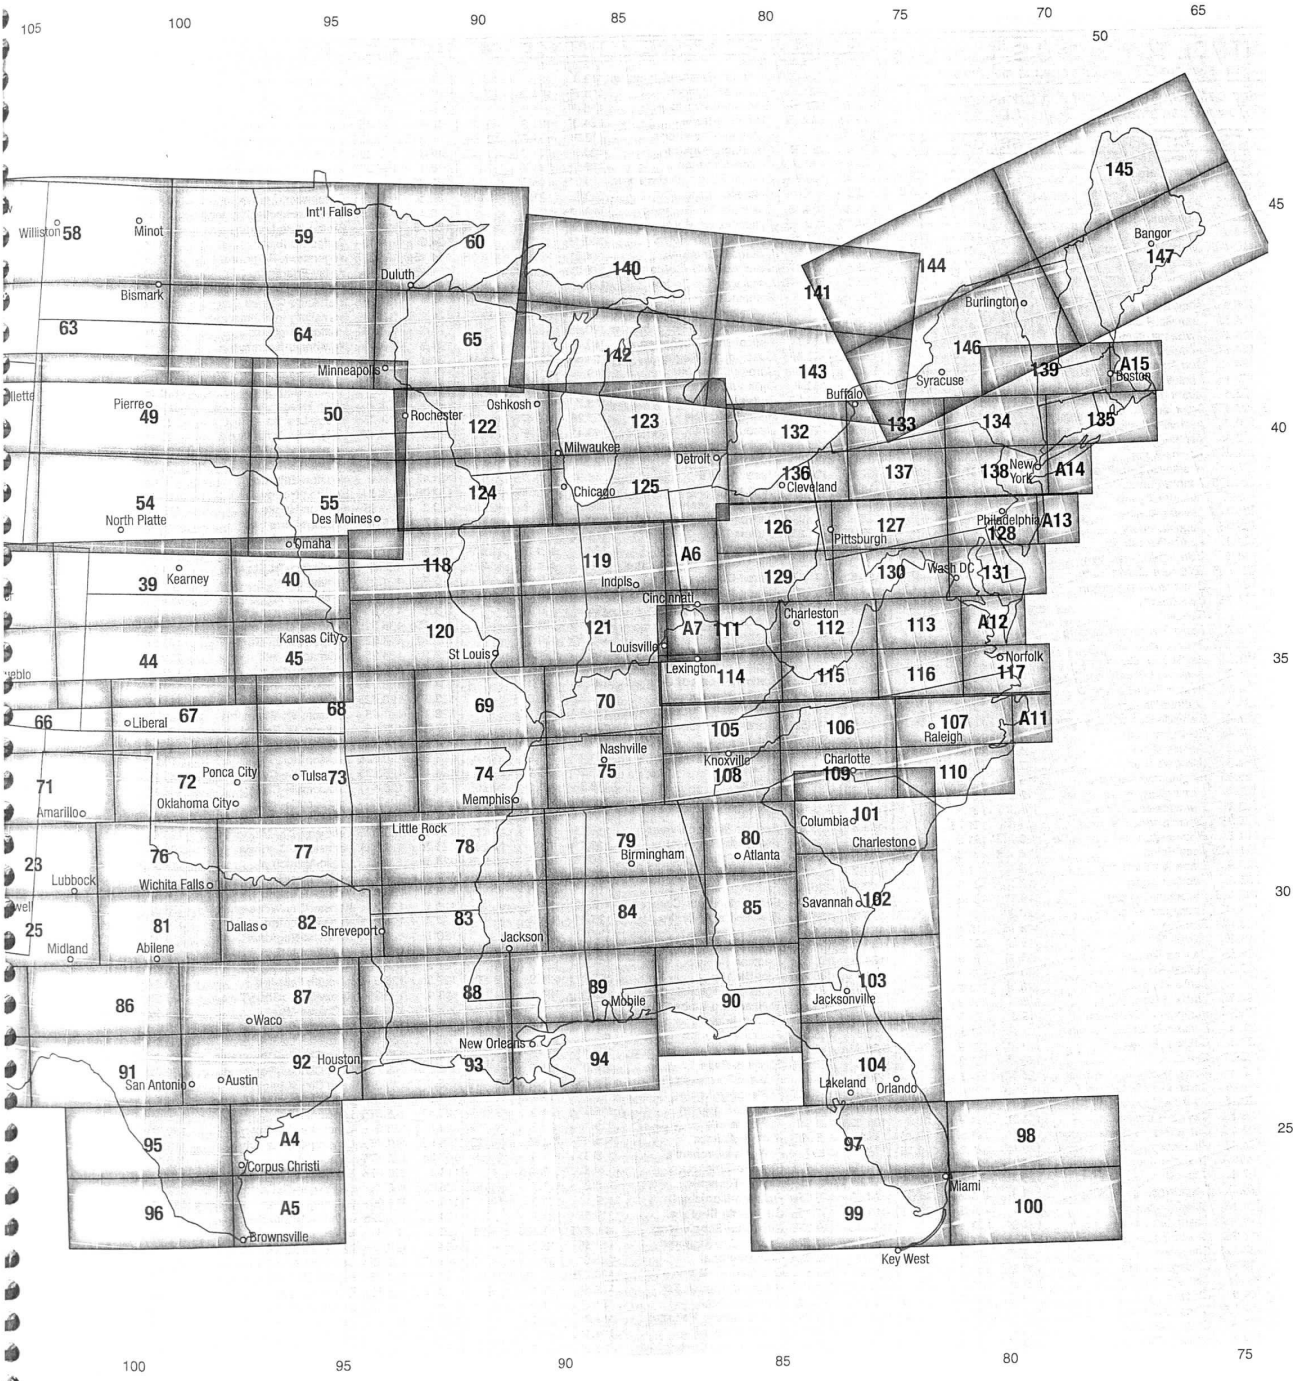 105 100 95 90 85 80 75 70 65
50
145
45
Int'l Falls
Williston 58 Minot 59 60 Bangor
147
140 144
Duluth 141
Bismark Burlington
63 64 65 142 146
Minneapolis 143 139 A15
Syracuse Boston
Buffalo
Pierre Oshkosh
49 50 Rochester 122 123 132 133 134 135
40
Milwaukee
Detroit New York
136 137 138 A14
54 55 124 Chicago 125 Cleveland
North Platte Des Moines
126 127 Philadelphia A13
Pittsburgh 128
Omaha
118 119 A6
39 Kearney 40 Indpls 129 130 Wash DC 131
Cincinnati
Charleston
120 121 A7 111 112 113 A12
Kansas City Louisville
44 45 St Louis Norfolk
35
Lexington 114 115 116 117
69 70
66 Liberal 67 68 105 106 107 A11
Raleigh
Nashville Knoxville Charlotte
71 72 Ponca City Tulsa 73 74 75 108 109 110
Oklahoma City Memphis
Amarillo
Columbia 101
Little Rock
76 77 78 79 80 Charleston
23 Birmingham Atlanta
Lubbock Wichita Falls
30
Savannah 102
81 82 83 84 85
25 Dallas Shreveport
Midland Abilene Jackson
103
86 87 88 89 90 Jacksonville
Waco Mobile
New Orleans
91 92 Houston 93 94 104
San Antonio Austin Lakeland Orlando
25
95 A4 97 98
Corpus Christi
Miami
96 A5 99 100
Brownsville
Key West
100 95 90 85 80 75